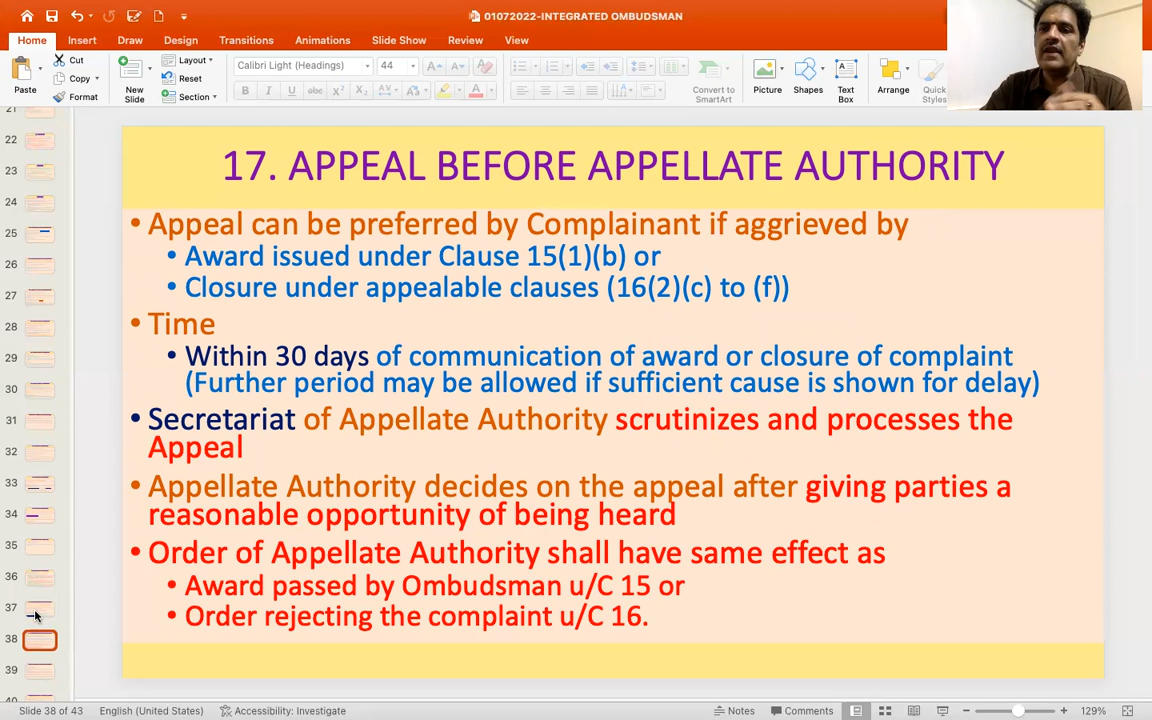 01072022-INTEGRATED OMBUDSMAN
Home Insert Draw Design Transitions Animations Slide Show Review View
Paste
Cut
Copy
Format
New
Slide
Layout
Reset
Section
Calibri Light (Headings) 44
Convert to
SmartArt
Picture
Shapes
Text
Box
Arrange
Quick
Styles
21
22
23
24
25
26
27
28
29
30
31
32
33
34
35
36
37
38
39
40
17. APPEAL BEFORE APPELLATE AUTHORITY
• Appeal can be preferred by Complainant if aggrieved by
• Award issued under Clause 15(1)(b) or
• Closure under appealable clauses (16(2)(c) to (f))
• Time
• Within 30 days of communication of award or closure of complaint
(Further period may be allowed if sufficient cause is shown for delay)
• Secretariat of Appellate Authority scrutinizes and processes the
Appeal
• Appellate Authority decides on the appeal after giving parties a
reasonable opportunity of being heard
• Order of Appellate Authority shall have same effect as
• Award passed by Ombudsman u/C 15 or
• Order rejecting the complaint u/C 16.
Slide 38 of 43 English (United States) Accessibility: Investigate Notes Comments 129%